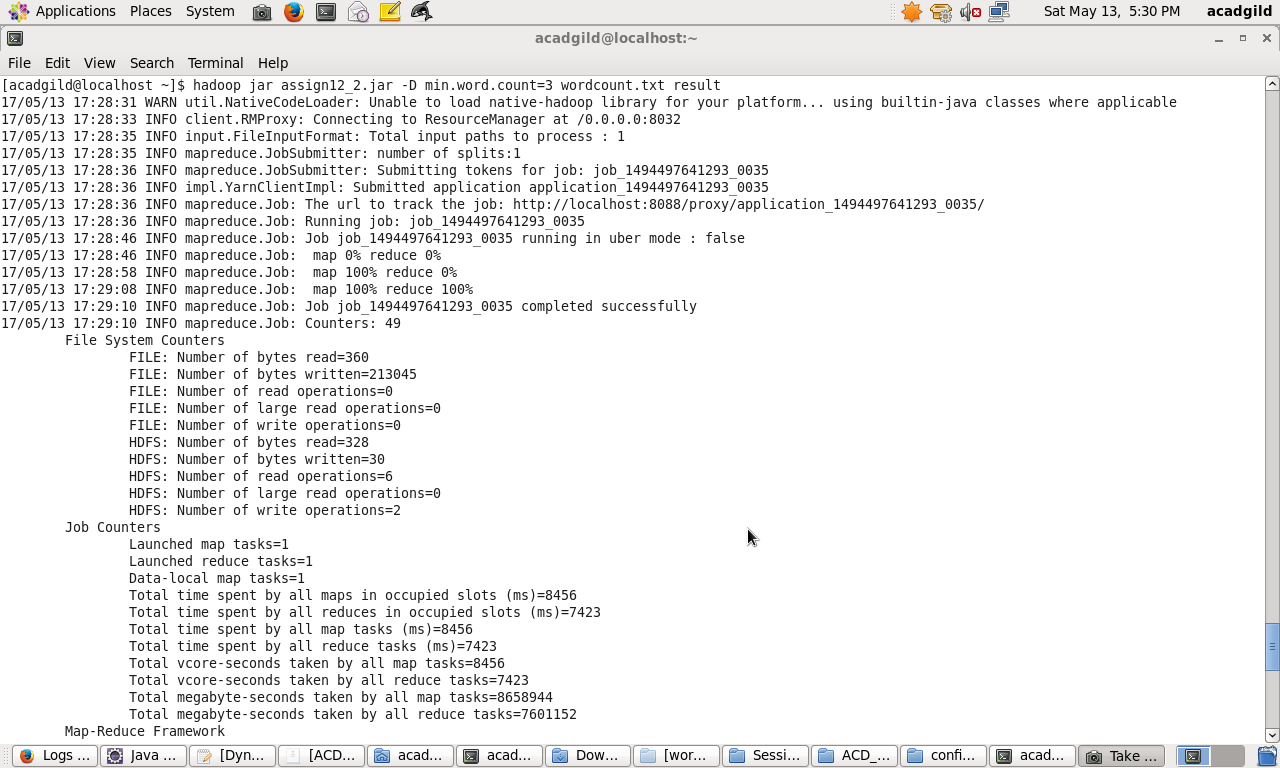 Applications Places System Sat May 13, 5:30 PM acadgild
acadgild@localhost:~
File Edit View Search Terminal Help
[acadgild@localhost ~]$ hadoop jar assign12_2.jar -D min.word.count=3 wordcount.txt result
17/05/13 17:28:31 WARN util.NativeCodeLoader: Unable to load native-hadoop library for your platform... using builtin-java classes where applicable
17/05/13 17:28:33 INFO client.RMProxy: Connecting to ResourceManager at /0.0.0.0:8032
17/05/13 17:28:35 INFO input.FileInputFormat: Total input paths to process : 1
17/05/13 17:28:35 INFO mapreduce.JobSubmitter: number of splits:1
17/05/13 17:28:36 INFO mapreduce.JobSubmitter: Submitting tokens for job: job_1494497641293_0035
17/05/13 17:28:36 INFO impl.YarnClientImpl: Submitted application application_1494497641293_0035
17/05/13 17:28:36 INFO mapreduce.Job: The url to track the job: http://localhost:8088/proxy/application_1494497641293_0035/
17/05/13 17:28:36 INFO mapreduce.Job: Running job: job_1494497641293_0035
17/05/13 17:28:46 INFO mapreduce.Job: Job job_1494497641293_0035 running in uber mode : false
17/05/13 17:28:46 INFO mapreduce.Job:  map 0% reduce 0%
17/05/13 17:28:58 INFO mapreduce.Job:  map 100% reduce 0%
17/05/13 17:29:08 INFO mapreduce.Job:  map 100% reduce 100%
17/05/13 17:29:10 INFO mapreduce.Job: Job job_1494497641293_0035 completed successfully
17/05/13 17:29:10 INFO mapreduce.Job: Counters: 49
File System Counters
FILE: Number of bytes read=360
FILE: Number of bytes written=213045
FILE: Number of read operations=0
FILE: Number of large read operations=0
FILE: Number of write operations=0
HDFS: Number of bytes read=328
HDFS: Number of bytes written=30
HDFS: Number of read operations=6
HDFS: Number of large read operations=0
HDFS: Number of write operations=2
Job Counters
Launched map tasks=1
Launched reduce tasks=1
Data-local map tasks=1
Total time spent by all maps in occupied slots (ms)=8456
Total time spent by all reduces in occupied slots (ms)=7423
Total time spent by all map tasks (ms)=8456
Total time spent by all reduce tasks (ms)=7423
Total vcore-seconds taken by all map tasks=8456
Total vcore-seconds taken by all reduce tasks=7423
Total megabyte-seconds taken by all map tasks=8658944
Total megabyte-seconds taken by all reduce tasks=7601152
Map-Reduce Framework
Logs ... Java ... [Dyn... [ACD... acad... acad... Dow... [wor... Sessi... ACD_... confi... acad... Take ...